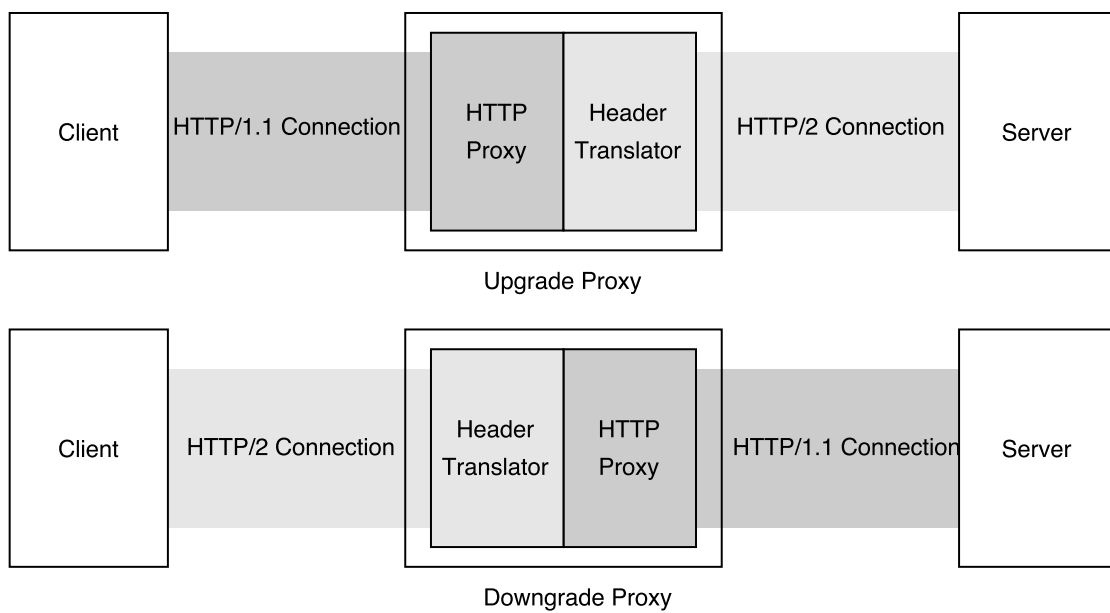 Client
HTTP/1.1 Connection
HTTP
Proxy
Header
Translator
HTTP/2 Connection
Server
Upgrade Proxy
Client
HTTP/2 Connection
Header
Translator
HTTP
Proxy
HTTP/1.1 Connection
Server
Downgrade Proxy